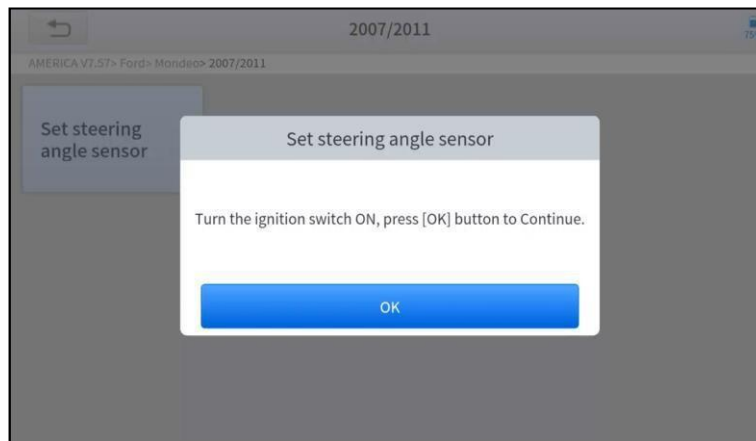 2007/2011
AMERICA V7.57> Ford> Mondeo> 2007/2011
Set steering
angle sensor
Set steering angle sensor
Turn the ignition switch ON, press [OK] button to Continue.
OK